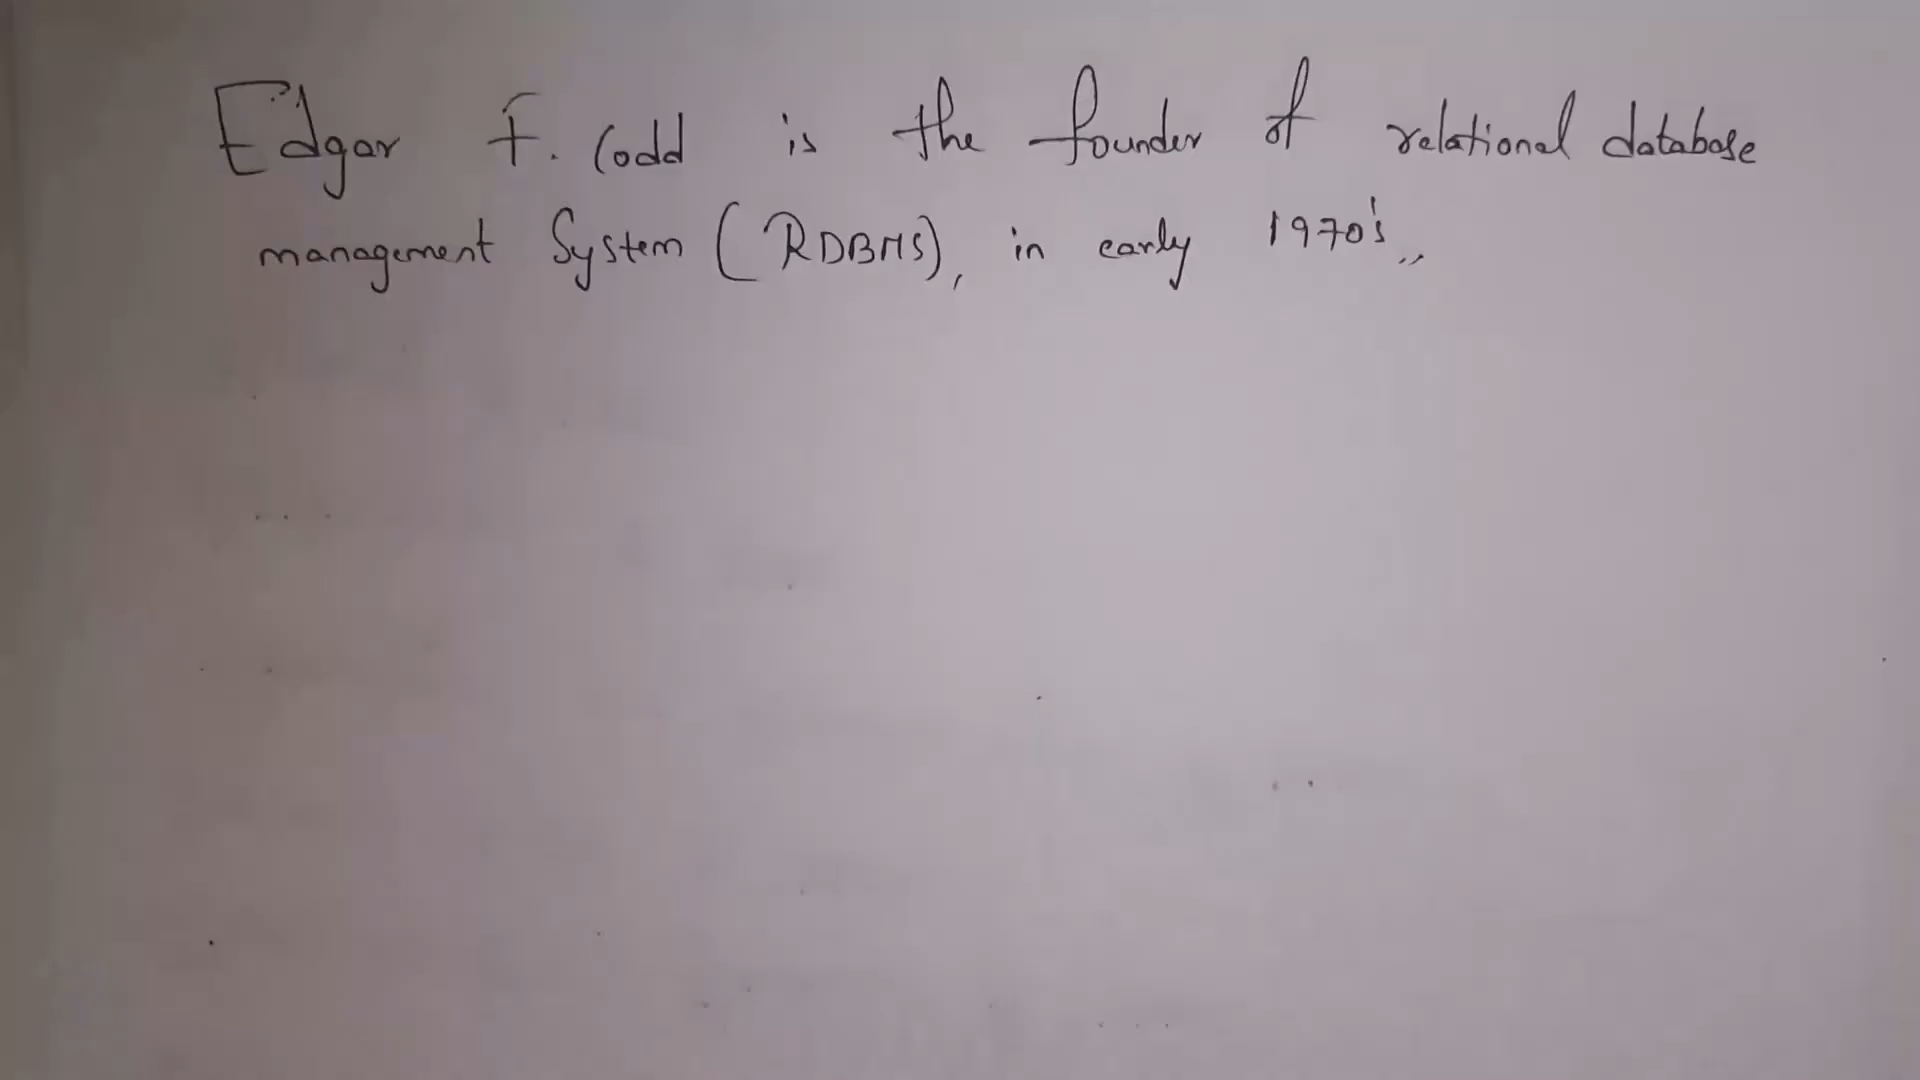 Edgar F. Codd is the founder of relational database
management System (RDBMS), in early 1970's,,